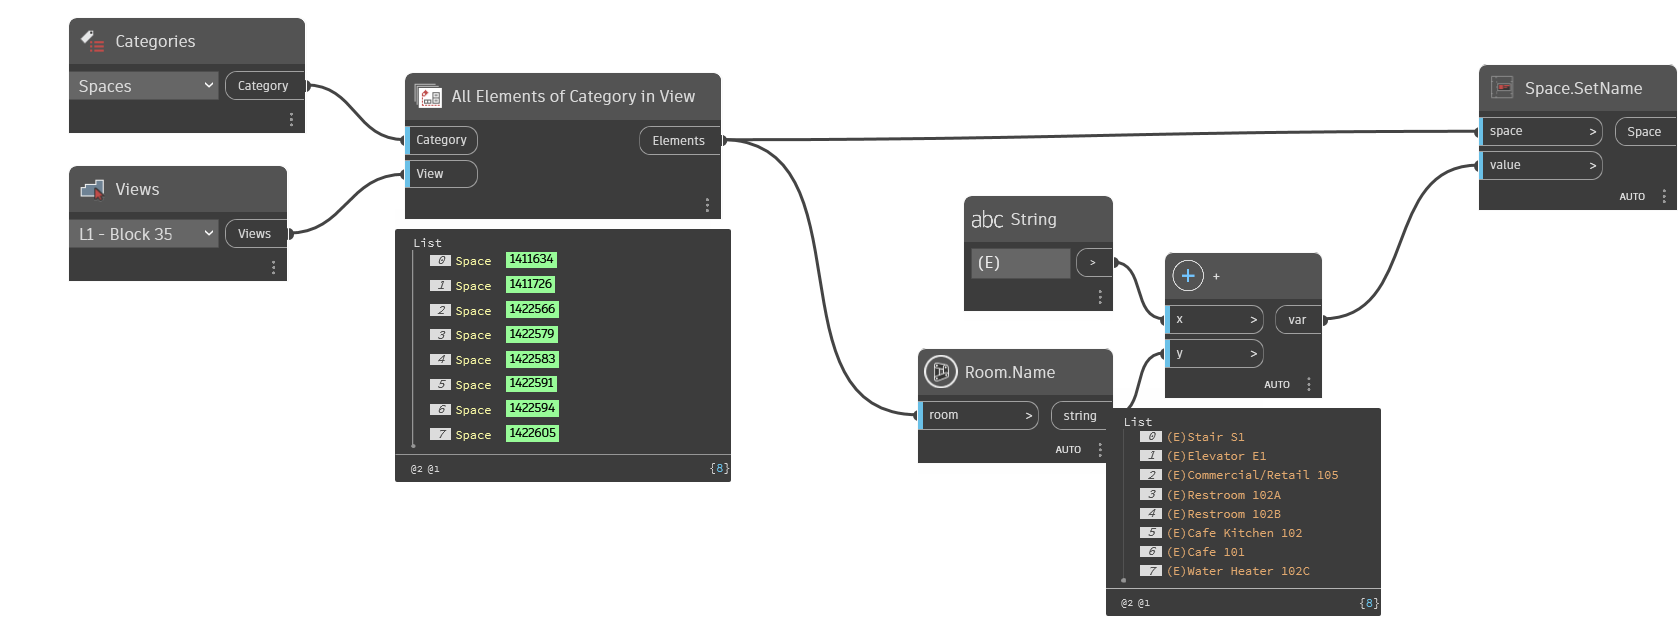 Categories
Spaces
Category
Views
L1 - Block 35
Views
All Elements of Category in View
Category
Elements
View
List
0 Space 1411634
1 Space 1411726
2 Space 1422566
3 Space 1422579
4 Space 1422583
5 Space 1422591
6 Space 1422594
7 Space 1422605
@2 @1 {8}
abc String
(E)
>
Room.Name
room > string
AUTO
+ +
x > var
y >
AUTO
List
0 (E)Stair S1
1 (E)Elevator E1
2 (E)Commercial/Retail 105
3 (E)Restroom 102A
4 (E)Restroom 102B
5 (E)Cafe Kitchen 102
6 (E)Cafe 101
7 (E)Water Heater 102C
@2 @1 {8}
Space.SetName
space > Space
value >
AUTO